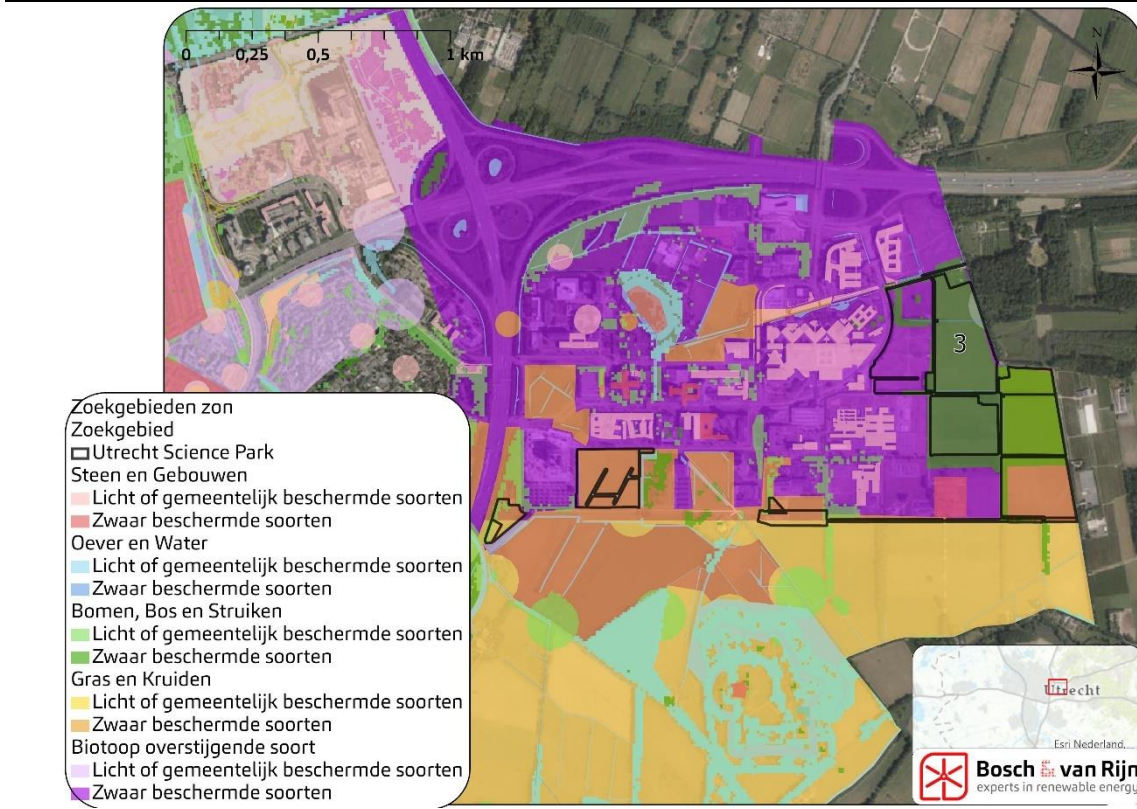 0 0,25 0,5 1 km
N
3
Zoekgebieden zon
Zoekgebied
Utrecht Science Park
Steen en Gebouwen
Licht of gemeentelijk beschermde soorten
Zwaar beschermde soorten
Oever en Water
Licht of gemeentelijk beschermde soorten
Zwaar beschermde soorten
Bomen, Bos en Struiken
Licht of gemeentelijk beschermde soorten
Zwaar beschermde soorten
Gras en Kruiden
Licht of gemeentelijk beschermde soorten
Zwaar beschermde soorten
Biotoop overstijgende soort
Licht of gemeentelijk beschermde soorten
Zwaar beschermde soorten
Utrecht
Esri Nederland,
Bosch & van Rijn
experts in renewable energy